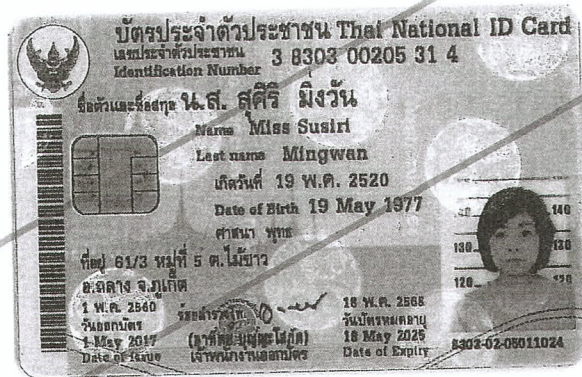 บัตรประจำตัวประชาชน Thai National ID Card
เลขประจำตัวประชาชน
Identification Number 3 8303 00205 31 4
ชื่อตัวและชื่อสกุล น.ส. สุศิริ มิ่งวัน
Name Miss Susiri
Last name Mingwan
เกิดวันที่ 19 พ.ค. 2520
Date of Birth 19 May 1977
ศาสนา พุทธ
ที่อยู่ 61/3 หมู่ที่ 5 ต.ไม้ขาว
อ.ถลาง จ.ภูเก็ต
1 พ.ค. 2560
วันออกบัตร
1 May 2017
Date of Issue
เจ้าพนักงานออกบัตร
18 พ.ค. 2568
วันบัตรหมดอายุ
18 May 2025
Date of Expiry
140
130 130
120
8303-02-05011024